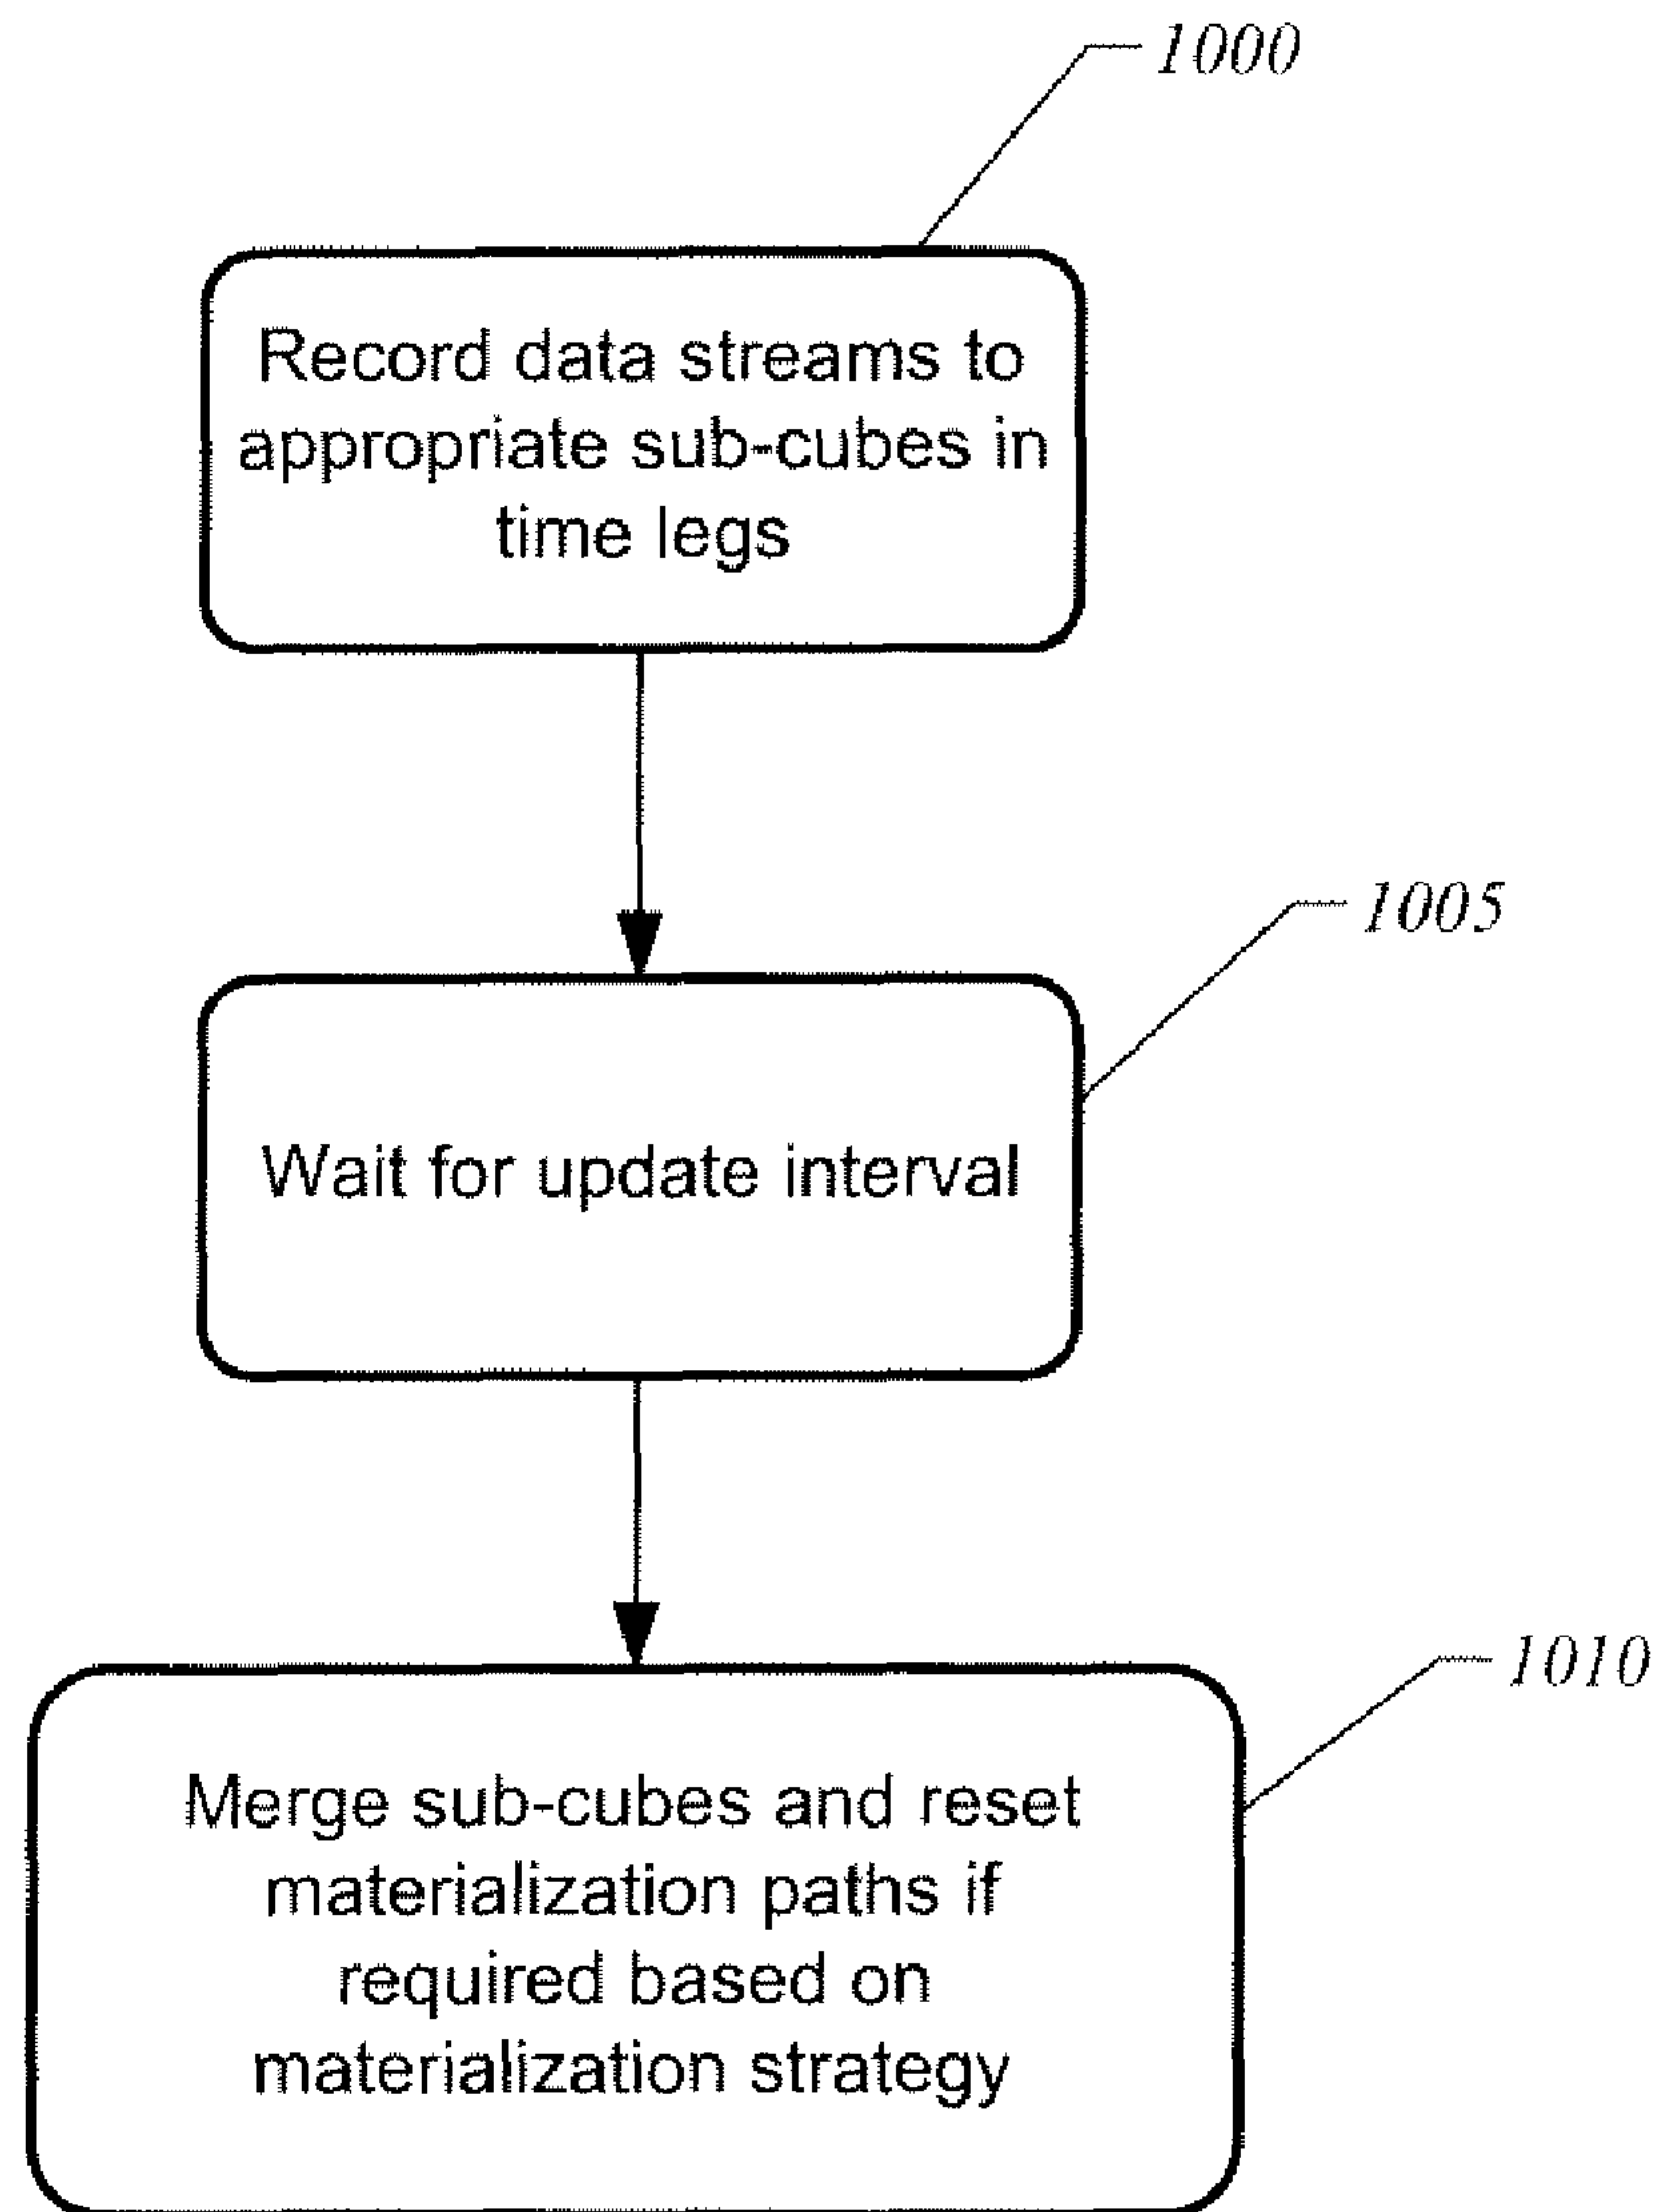 1000
Record data streams to
appropriate sub-cubes in
time legs
1005
Wait for update interval
1010
Merge sub-cubes and reset
materialization paths if
required based on
materialization strategy